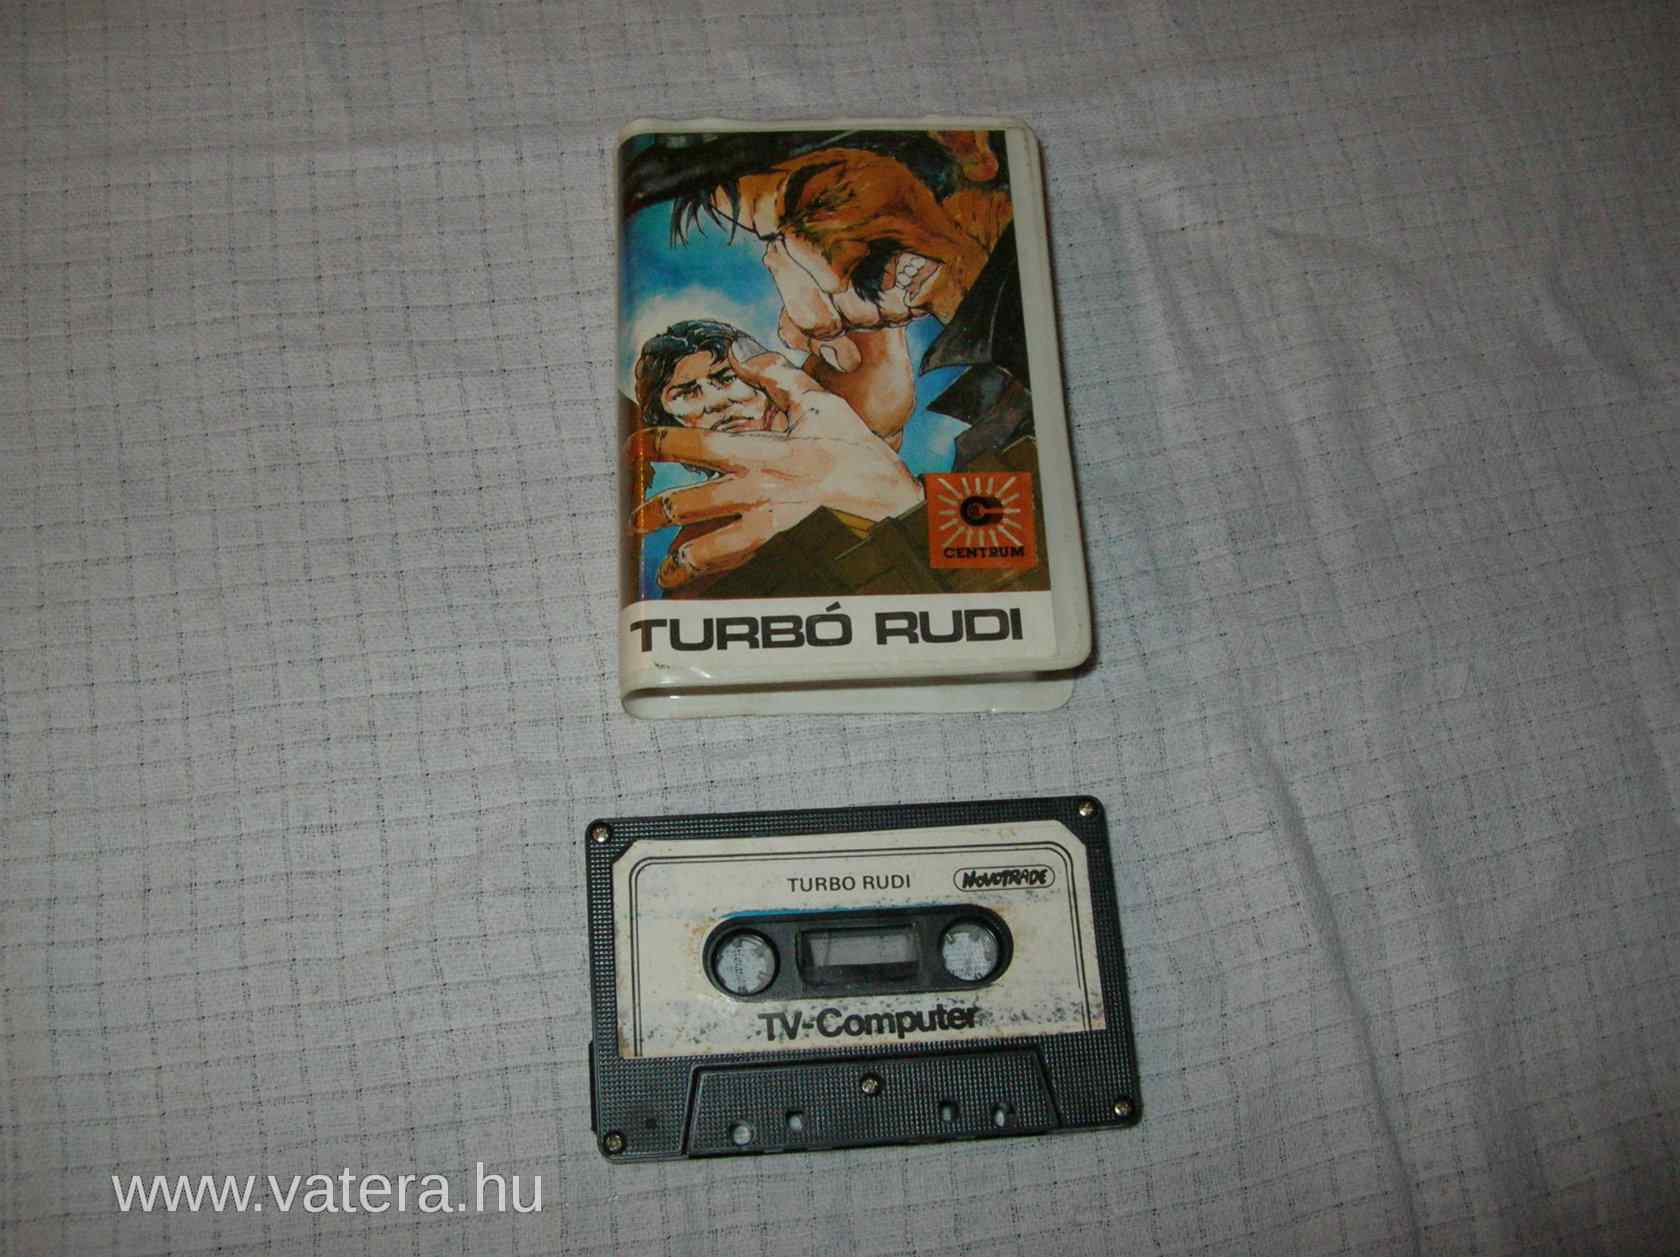 CENTRUM
TURBÓ RUDI
TURBO RUDI
NOVOTRADE
TV-Computer
www.vatera.hu